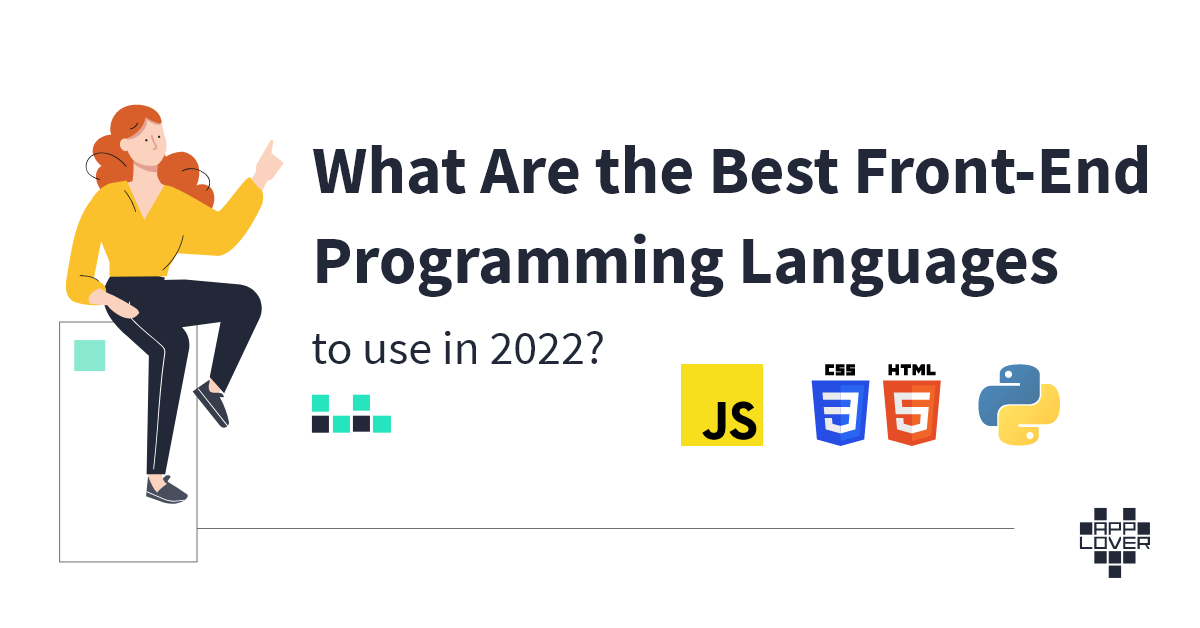 What Are the Best Front-End
Programming Languages
to use in 2022?
JS
CSS
3
HTML
5
APP
LOVER